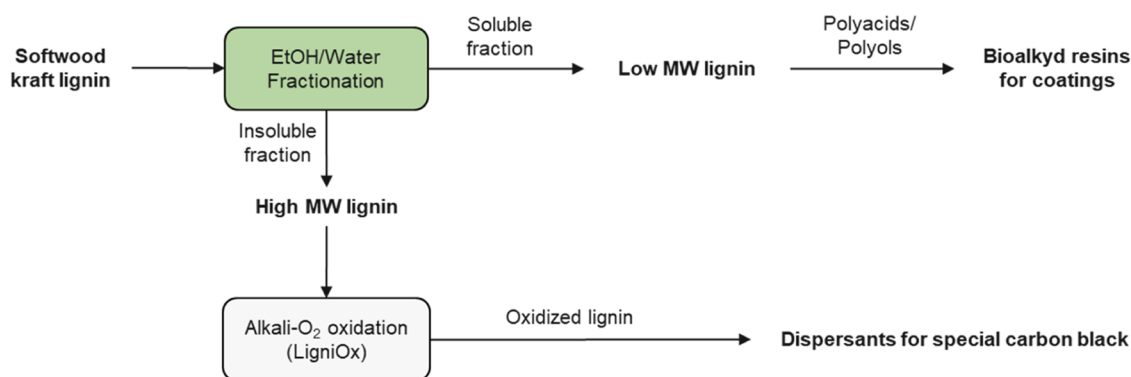 Softwood
kraft lignin
EtOH/Water
Fractionation
Soluble
fraction
Low MW lignin
Polyacids/
Polyols
Bioalkyd resins
for coatings
Insoluble
fraction
High MW lignin
Alkali-O₂ oxidation
(LigniOx)
Oxidized lignin
Dispersants for special carbon black